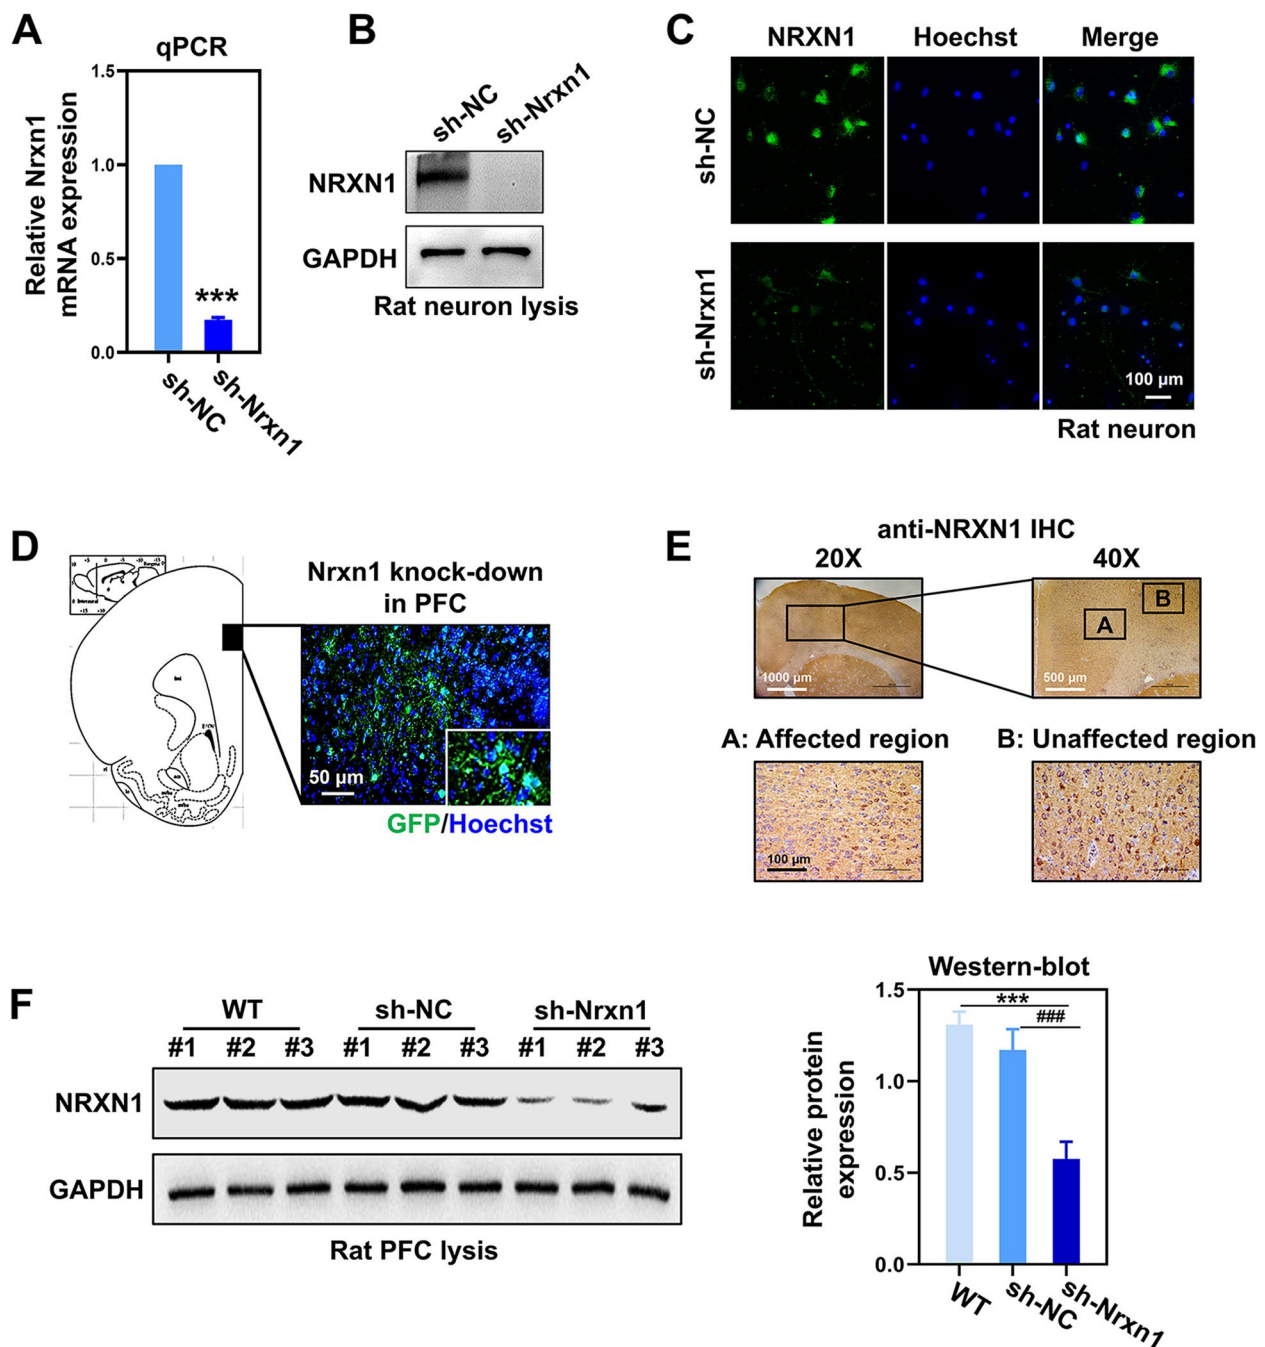 A
qPCR
Relative Nrxn1
mRNA expression
1.5
1.0
0.5
0.0
***
sh-NC
sh-Nrxn1
B
sh-NC
sh-Nrxn1
NRXN1
GAPDH
Rat neuron lysis
C
NRXN1
Hoechst
Merge
sh-NC
sh-Nrxn1
100 µm
Rat neuron
D
Nrxn1 knock-down
in PFC
50 µm
GFP/Hoechst
E
anti-NRXN1 IHC
20X
40X
1000 µm
A
B
500 µm
A: Affected region
B: Unaffected region
100 µm
F
WT
sh-NC
sh-Nrxn1
#1 #2 #3 #1 #2 #3 #1 #2 #3
NRXN1
GAPDH
Rat PFC lysis
Western-blot
Relative protein
expression
1.5
1.0
0.5
0.0
***
###
WT
sh-NC
sh-Nrxn1